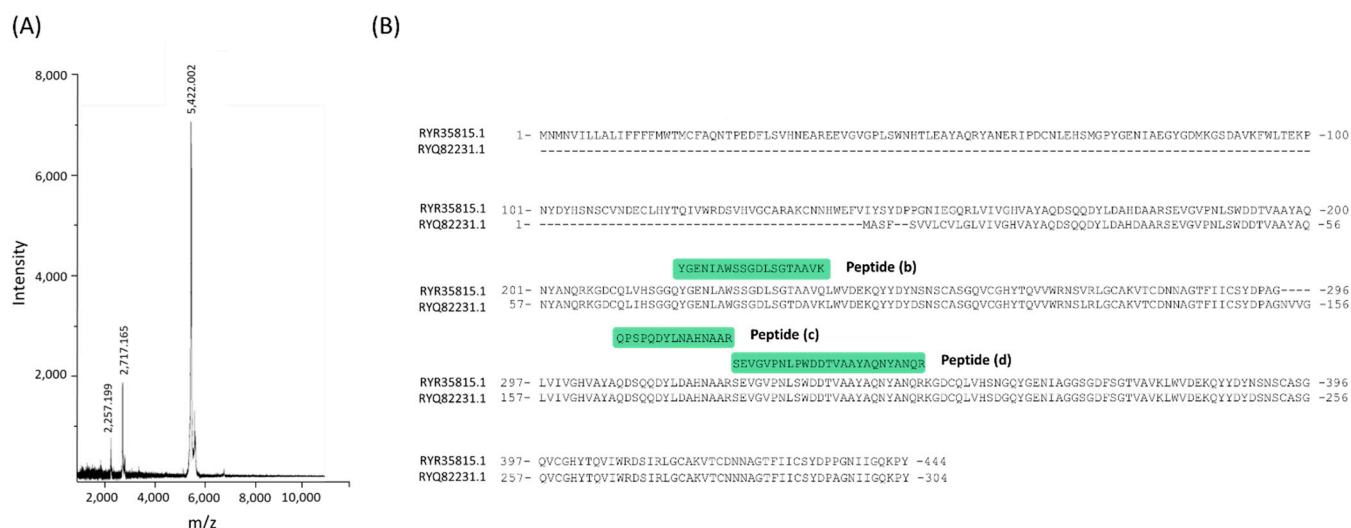 (A)
(B)
8,000
6,000
4,000
2,000
Intensity
2,257.199
2,717.165
5,422.002
2,000 4,000 6,000 8,000 10,000
m/z
RYR35815.1 1- MNMNVILLALIFFFFMWTMCFAQNTPEDFLSVHNEAREEVGVGPLSWNHTLEAYAQRYANERIPDCNLEHSMGPYGENIAEGYGDMKGSDAVKFWLTEKP -100
RYQ82231.1 ----------------------------------------------------------------------------------------------------
RYR35815.1 101- NYDYHSNSCVNDECLHYTQIVWRDSVHVGCARAKCNNHWEFVIYSYDPPGNIEGQRLVIVGHVAYAQDSQQDYLDAHDAARSEVGVPNLSWDDTVAAYAQ -200
RYQ82231.1 1- ------------------------------------------MASF--SVVLCVLGLVIVGHVAYAQDSQQDYLDAHDAARSEVGVPNLSWDDTVAAYAQ -56
YGENIAWSSGDLSGTAAVK Peptide (b)
RYR35815.1 201- NYANQRKGDCQLVHSGGQYGENLAWSSGDLSGTAAVQLWVDEKQYYDYNSNSCASGQVCGHYTQVVWRNSVRLGCAKVTCDNNAGTFIICSYDPAG---- -296
RYQ82231.1 57- NYANQRKGDCQLIHSGGQYGENLAWGSGDLSGTDAVKLWVDEKQYYDYNSNSCASGQVCGHYTQVVWRNSLRLGCAKVTCDNNAGTFIICSYDPAGNVVG -156
QPSPQDYLNAHNAAR Peptide (c)
SEVGVPNLPWDDTVAAYAQNYANQR Peptide (d)
RYR35815.1 297- LVIVGHVAYAQDSQQDYLDAHNAARSEVGVPNLSWDDTVAAYAQNYANQRKGDCQLVHSNGQYGENIAGGSGDFSGTVAVKLWVDEKQYYDYNSNSCASG -396
RYQ82231.1 157- LVIVGHVAYAQDSQQDYLDAHNAARSEVGVPNLSWDDTVAAYAQNYANQRKGDCQLVHSDGQYGENIAGGSGDFSGTVAVKLWVDEKQYYDYDSNSCASG -256
RYR35815.1 397- QVCGHYTQVIWRDSIRLGCAKVTCDNNAGTFIICSYDPPGNIIGQKPY -444
RYQ82231.1 257- QVCGHYTQVIWRDSIRLGCAKVTCDNNAGTFIICSYDPAGNIIGQKPY -304